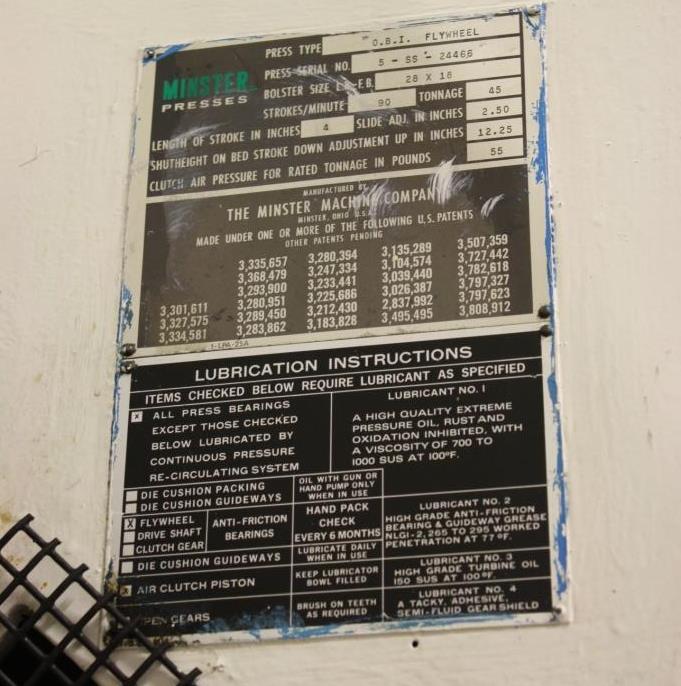 MINSTER
PRESSES
PRESS TYPE O.B.I. FLYWHEEL
PRESS SERIAL NO. 5 - SS - 24466
BOLSTER SIZE L.R.-F.B. 28 X 18
STROKES/MINUTE 90 TONNAGE 45
LENGTH OF STROKE IN INCHES 4 SLIDE ADJ. IN INCHES 2.50
SHUTHEIGHT ON BED STROKE DOWN ADJUSTMENT UP IN INCHES 12.25
CLUTCH AIR PRESSURE FOR RATED TONNAGE IN POUNDS 55
MANUFACTURED BY
THE MINSTER MACHINE COMPANY
MINSTER, OHIO U.S.A.
MADE UNDER ONE OR MORE OF THE FOLLOWING U.S. PATENTS
OTHER PATENTS PENDING
3,335,657 3,280,394 3,135,289 3,507,359
3,368,479 3,247,334 3,104,574 3,727,442
3,293,900 3,233,441 3,039,440 3,782,618
3,301,611 3,280,951 3,225,686 3,026,387 3,797,327
3,327,575 3,289,450 3,212,430 2,837,992 3,797,623
3,334,581 3,283,862 3,183,828 3,495,495 3,808,912
1-LPA-25A
LUBRICATION INSTRUCTIONS
ITEMS CHECKED BELOW REQUIRE LUBRICANT AS SPECIFIED
X ALL PRESS BEARINGS
EXCEPT THOSE CHECKED
BELOW LUBRICATED BY
CONTINUOUS PRESSURE
RE-CIRCULATING SYSTEM
LUBRICANT NO. 1
A HIGH QUALITY EXTREME
PRESSURE OIL, RUST AND
OXIDATION INHIBITED, WITH
A VISCOSITY OF 700 TO
1000 SUS AT 100°F.
DIE CUSHION PACKING
DIE CUSHION GUIDEWAYS
OIL WITH GUN OR
HAND PUMP ONLY
WHEN IN USE
X FLYWHEEL
DRIVE SHAFT
CLUTCH GEAR
ANTI-FRICTION
BEARINGS
HAND PACK
CHECK
EVERY 6 MONTHS
LUBRICANT NO. 2
HIGH GRADE ANTI-FRICTION
BEARING & GUIDEWAY GREASE
NLGI-2, 265 TO 295 WORKED
PENETRATION AT 77°F.
DIE CUSHION GUIDEWAYS
LUBRICATE DAILY
WHEN IN USE
AIR CLUTCH PISTON
KEEP LUBRICATOR
BOWL FILLED
LUBRICANT NO. 3
HIGH GRADE TURBINE OIL
150 SUS AT 100°F.
OPEN GEARS
BRUSH ON TEETH
AS REQUIRED
LUBRICANT NO. 4
A TACKY, ADHESIVE,
SEMI-FLUID GEAR SHIELD